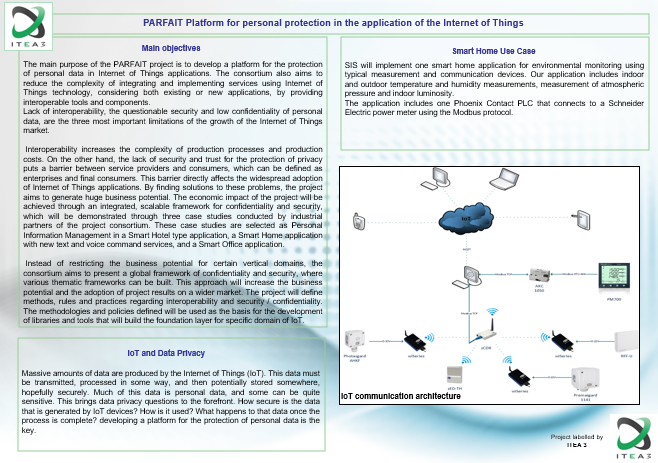 ITEA3
PARFAIT Platform for personal protection in the application of the Internet of Things
Main objectives
The main purpose of the PARFAIT project is to develop a platform for the protection
of personal data in Internet of Things applications. The consortium also aims to
reduce the complexity of integrating and implementing services using Internet of
Things technology, considering both existing or new applications, by providing
interoperable tools and components.
Lack of interoperability, the questionable security and low confidentiality of personal
data, are the three most important limitations of the growth of the Internet of Things
market.
Interoperability increases the complexity of production processes and production
costs. On the other hand, the lack of security and trust for the protection of privacy
puts a barrier between service providers and consumers, which can be defined as
enterprises and final consumers. This barrier directly affects the widespread adoption
of Internet of Things applications. By finding solutions to these problems, the project
aims to generate huge business potential. The economic impact of the project will be
achieved through an integrated, scalable framework for confidentiality and security,
which will be demonstrated through three case studies conducted by industrial
partners of the project consortium. These case studies are selected as Personal
Information Management in a Smart Hotel type application, a Smart Home application
with new text and voice command services, and a Smart Office application.
Instead of restricting the business potential for certain vertical domains, the
consortium aims to present a global framework of confidentiality and security, where
various thematic frameworks can be built. This approach will increase the business
potential and the adoption of project results on a wider market. The project will define
methods, rules and practices regarding interoperability and security / confidentiality.
The methodologies and policies defined will be used as the basis for the development
of libraries and tools that will build the foundation layer for specific domain of IoT.
IoT and Data Privacy
Massive amounts of data are produced by the Internet of Things (IoT). This data must
be transmitted, processed in some way, and then potentially stored somewhere,
hopefully securely. Much of this data is personal data, and some can be quite
sensitive. This brings data privacy questions to the forefront. How secure is the data
that is generated by IoT devices? How is it used? What happens to that data once the
process is complete? developing a platform for the protection of personal data is the
key.
Smart Home Use Case
SIS will implement one smart home application for environmental monitoring using
typical measurement and communication devices. Our application includes indoor
and outdoor temperature and humidity measurements, measurement of atmospheric
pressure and indoor luminosity.
The application includes one Phoenix Contact PLC that connects to a Schneider
Electric power meter using the Modbus protocol.
IoT
PM700
IoT communication architecture
Project labelled by
ITEA 3
ITEA3